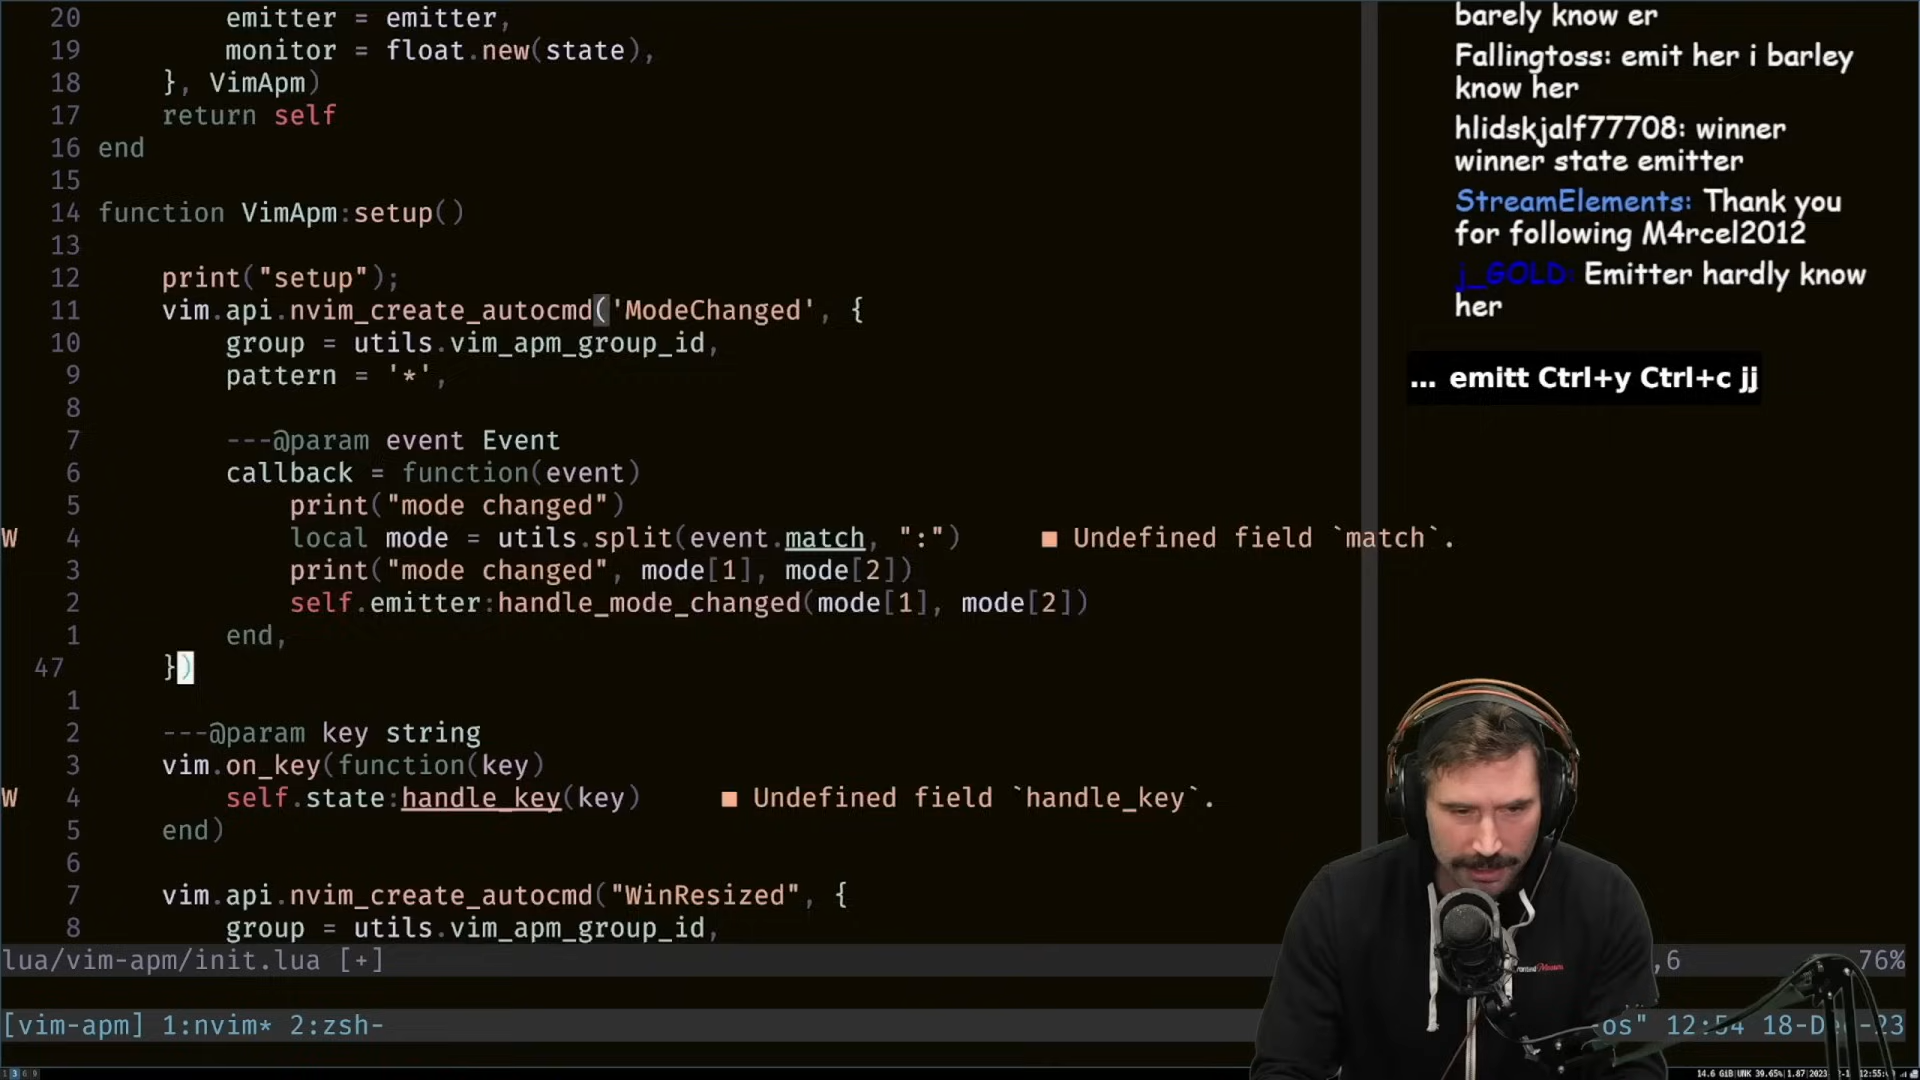 20 emitter = emitter,
19 monitor = float.new(state),
18 }, VimApm)
17 return self
16 end
15
14 function VimApm:setup()
13
12 print("setup");
11 vim.api.nvim_create_autocmd('ModeChanged', {
10 group = utils.vim_apm_group_id,
9 pattern = '*',
8
7 ---@param event Event
6 callback = function(event)
5 print("mode changed")
W 4 local mode = utils.split(event.match, ":") ■ Undefined field `match`.
3 print("mode changed", mode[1], mode[2])
2 self.emitter:handle_mode_changed(mode[1], mode[2])
1 end,
47 })
1
2 ---@param key string
3 vim.on_key(function(key)
W 4 self.state:handle_key(key) ■ Undefined field `handle_key`.
5 end)
6
7 vim.api.nvim_create_autocmd("WinResized", {
8 group = utils.vim_apm_group_id,
lua/vim-apm/init.lua [+] ,6 76%
[vim-apm] 1:nvim* 2:zsh- -os" 12:54 18-De -23
barely know er
Fallingtoss: emit her i barley
know her
hlidskjalf77708: winner
winner state emitter
StreamElements: Thank you
for following M4rcel2012
j_GOLD: Emitter hardly know
her
... emitt Ctrl+y Ctrl+c jj